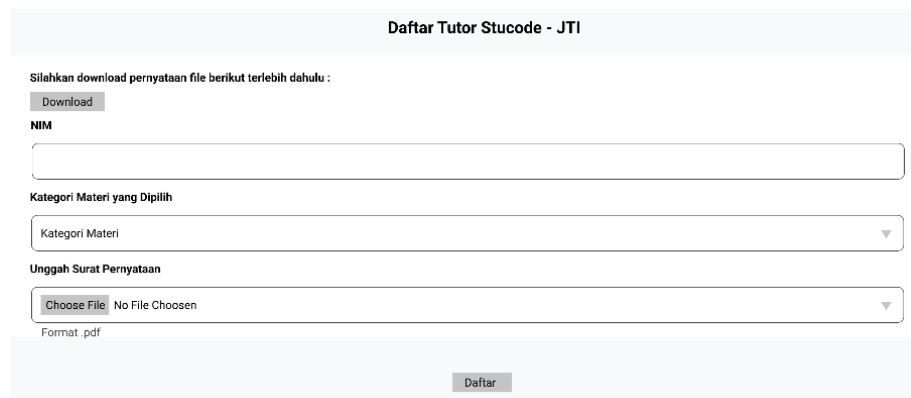 Daftar Tutor Stucode - JTI
Silahkan download pernyataan file berikut terlebih dahulu :
Download
NIM
Kategori Materi yang Dipilih
Kategori Materi
Unggah Surat Pernyataan
Choose File No File Choosen
Format .pdf
Daftar